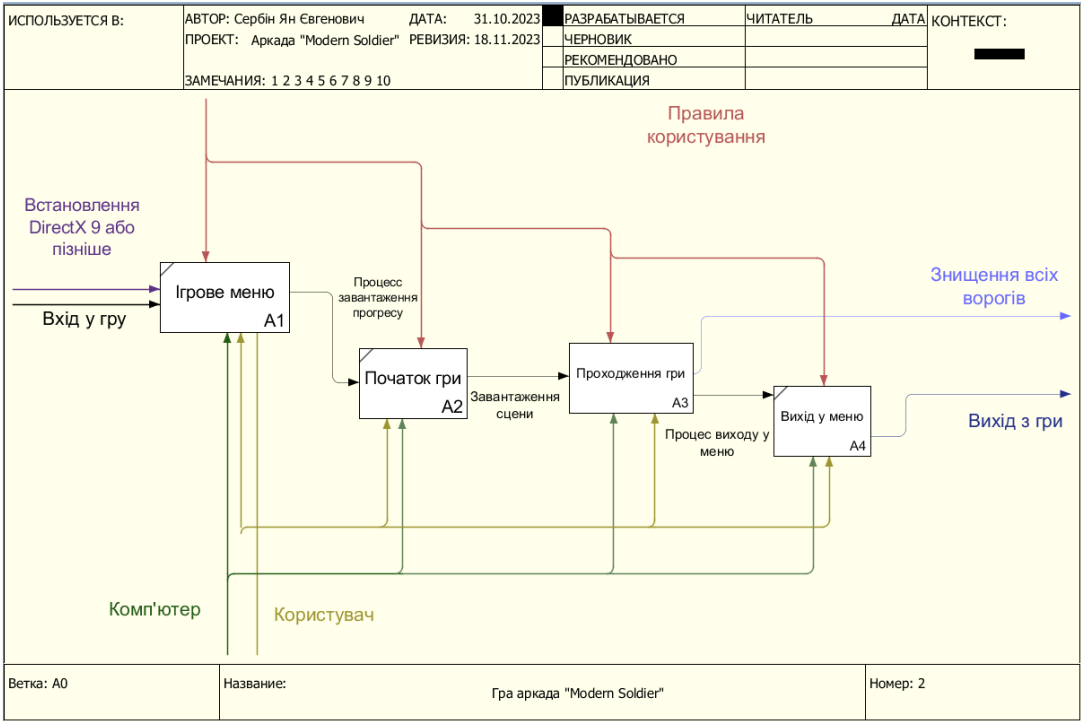 ИСПОЛЬЗУЕТСЯ В:
АВТОР: Сербін Ян Євгенович
ДАТА: 31.10.2023
ПРОЕКТ: Аркада "Modern Soldier"
РЕВИЗИЯ: 18.11.2023
ЗАМЕЧАНИЯ: 1 2 3 4 5 6 7 8 9 10
РАЗРАБАТЫВАЕТСЯ
ЧЕРНОВИК
РЕКОМЕНДОВАНО
ПУБЛИКАЦИЯ
ЧИТАТЕЛЬ
ДАТА
КОНТЕКСТ:
Правила
користування
Встановлення
DirectX 9 або
пізніше
Вхід у гру
Ігрове меню
A1
Процесс
завантаження
прогресу
Початок гри
A2
Завантаження
сцени
Проходження гри
A3
Процес виходу у
меню
Вихід у меню
A4
Знищення всіх
ворогів
Вихід з гри
Комп'ютер
Користувач
Ветка: A0
Название:
Гра аркада "Modern Soldier"
Номер: 2